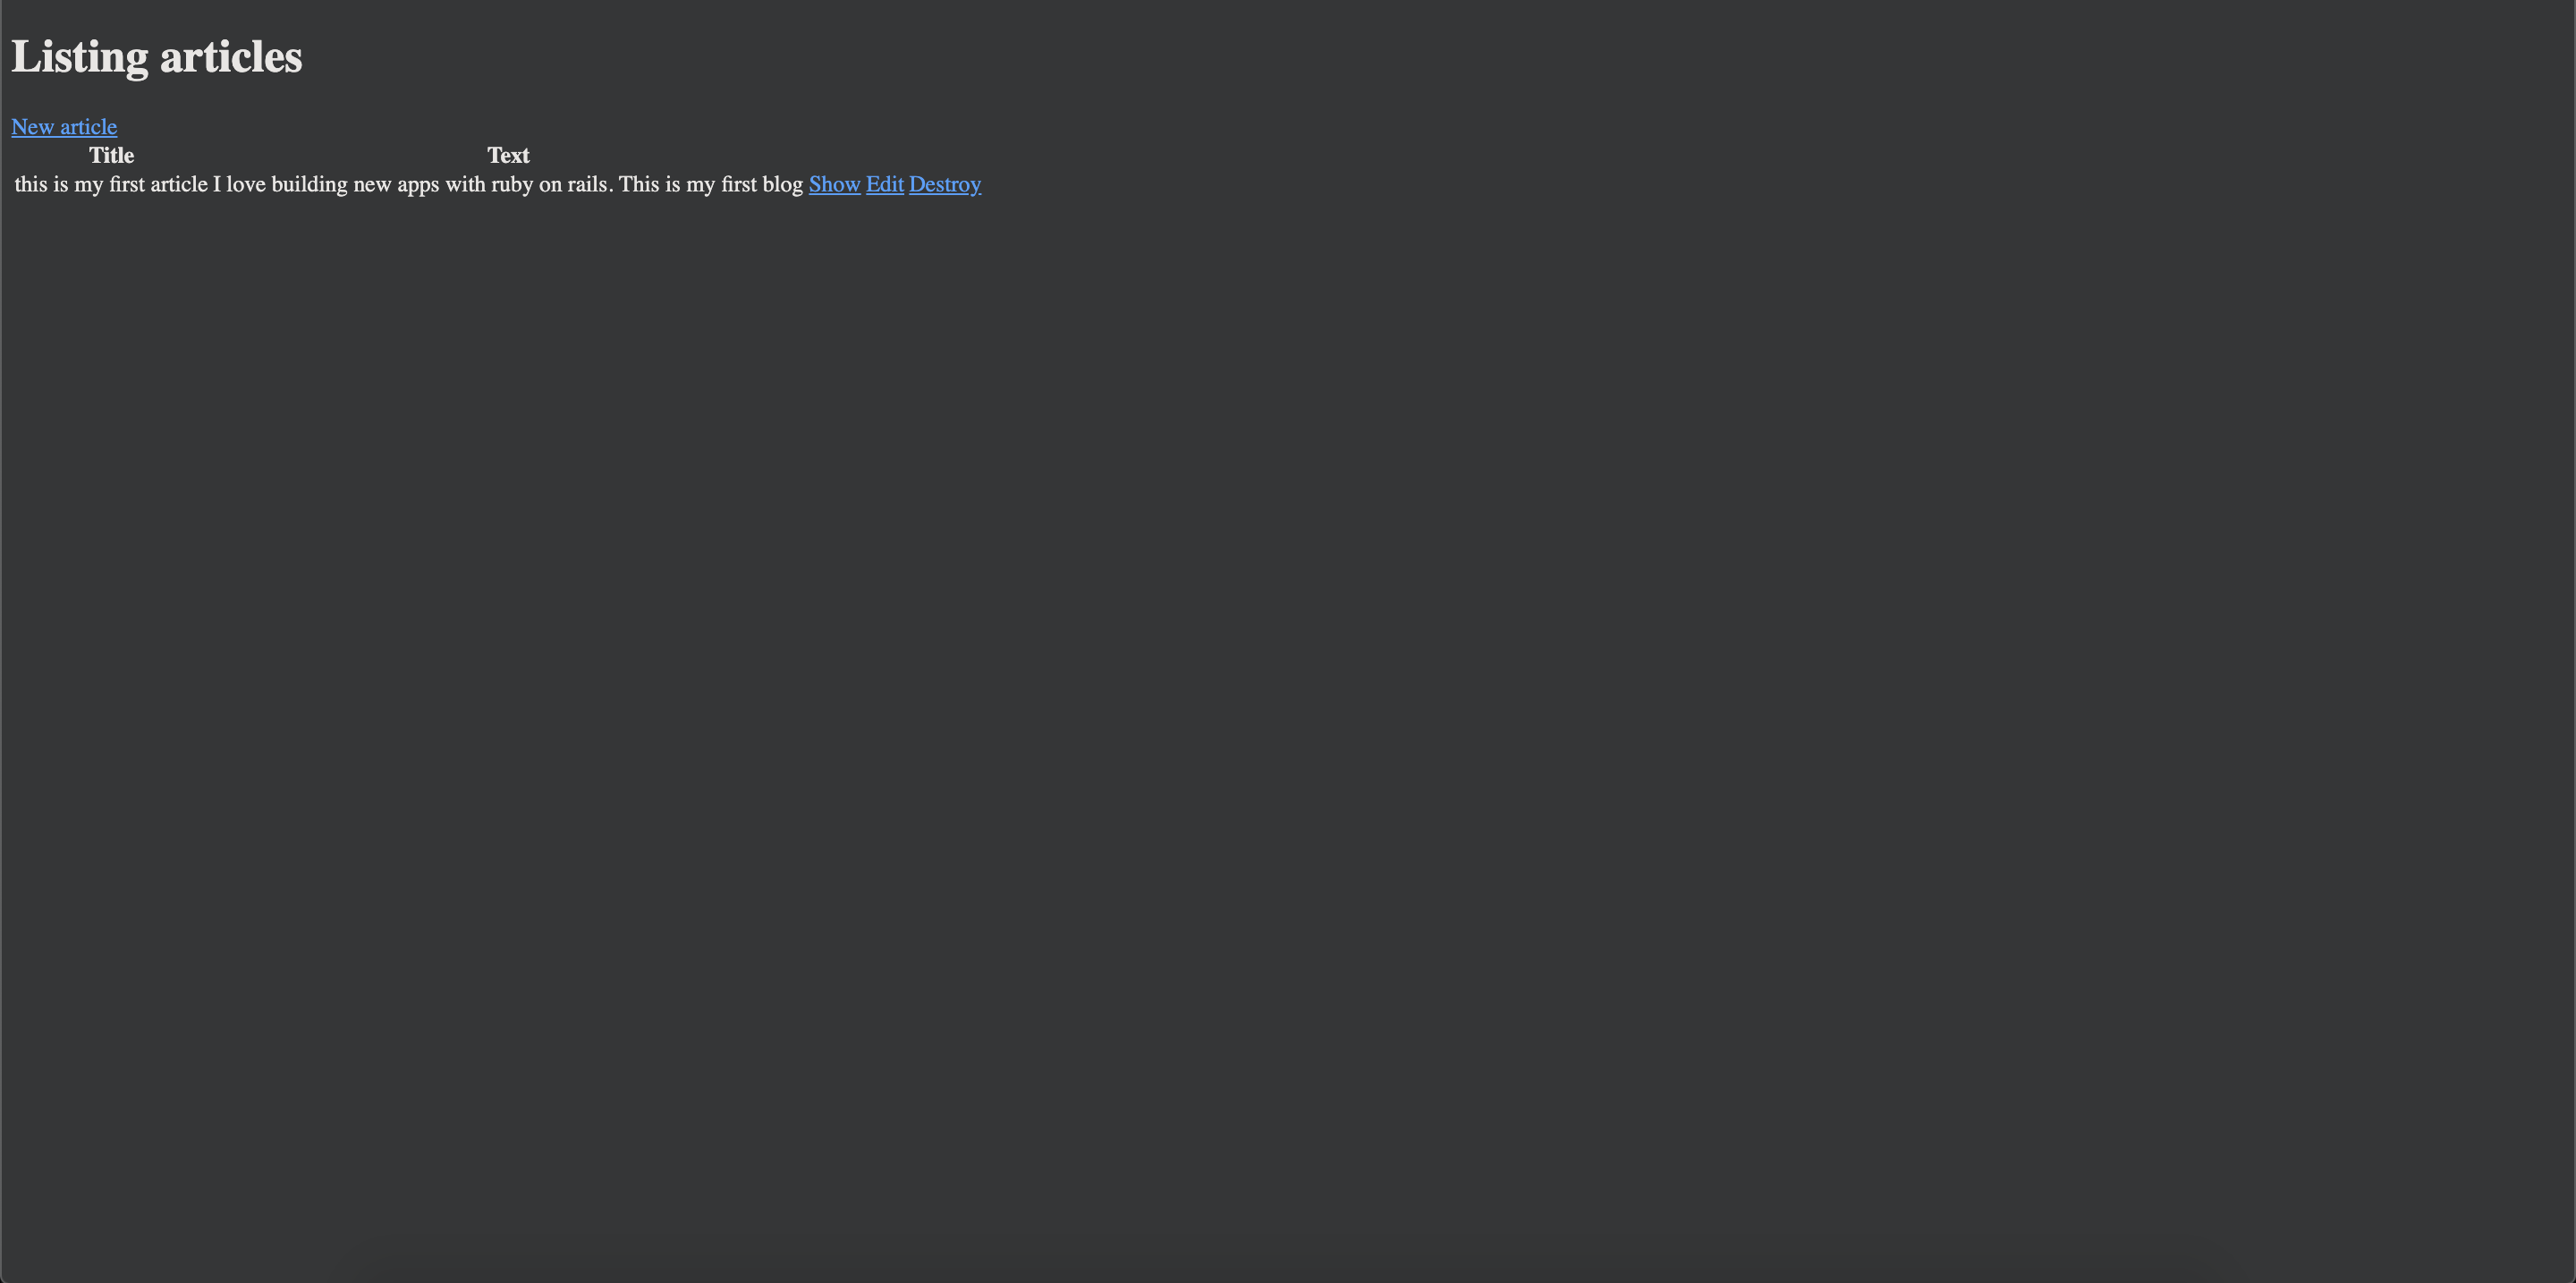 Listing articles
New article
Title Text
this is my first article I love building new apps with ruby on rails. This is my first blog Show Edit Destroy